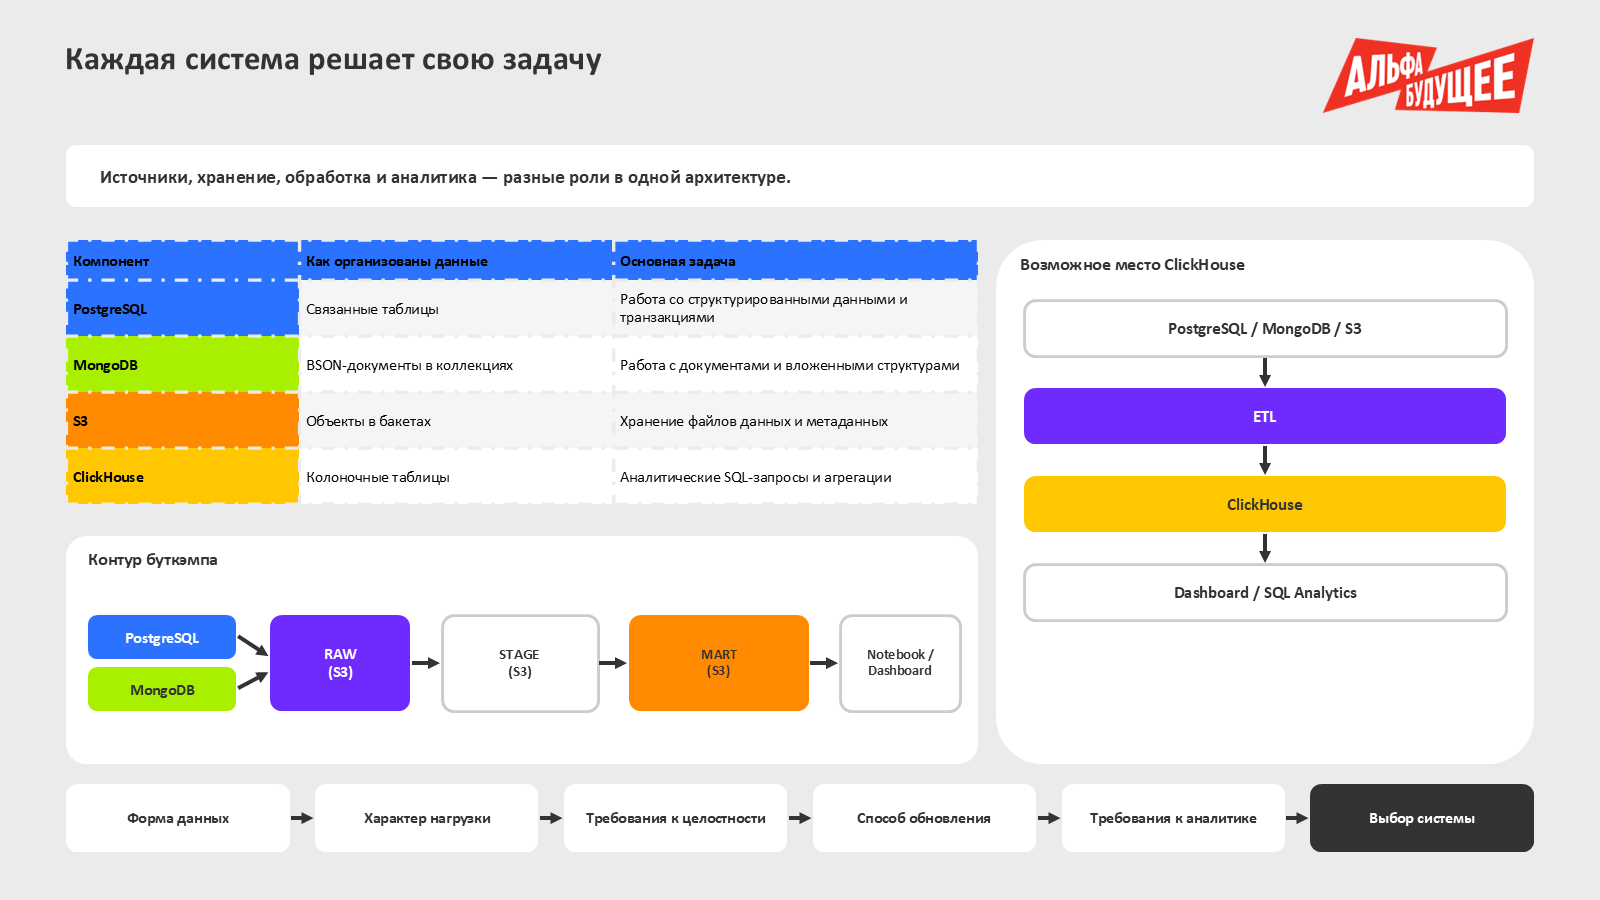 Каждая система решает свою задачу
АЛЬФА
БУДУЩЕЕ
Источники, хранение, обработка и аналитика — разные роли в одной архитектуре.
Компонент
Как организованы данные
Основная задача
PostgreSQL
Связанные таблицы
Работа со структурированными данными и
транзакциями
MongoDB
BSON-документы в коллекциях
Работа с документами и вложенными структурами
S3
Объекты в бакетах
Хранение файлов данных и метаданных
ClickHouse
Колоночные таблицы
Аналитические SQL-запросы и агрегации
Возможное место ClickHouse
PostgreSQL / MongoDB / S3
ETL
ClickHouse
Dashboard / SQL Analytics
Контур буткэмпа
PostgreSQL
MongoDB
RAW
(S3)
STAGE
(S3)
MART
(S3)
Notebook /
Dashboard
Форма данных
Характер нагрузки
Требования к целостности
Способ обновления
Требования к аналитике
Выбор системы